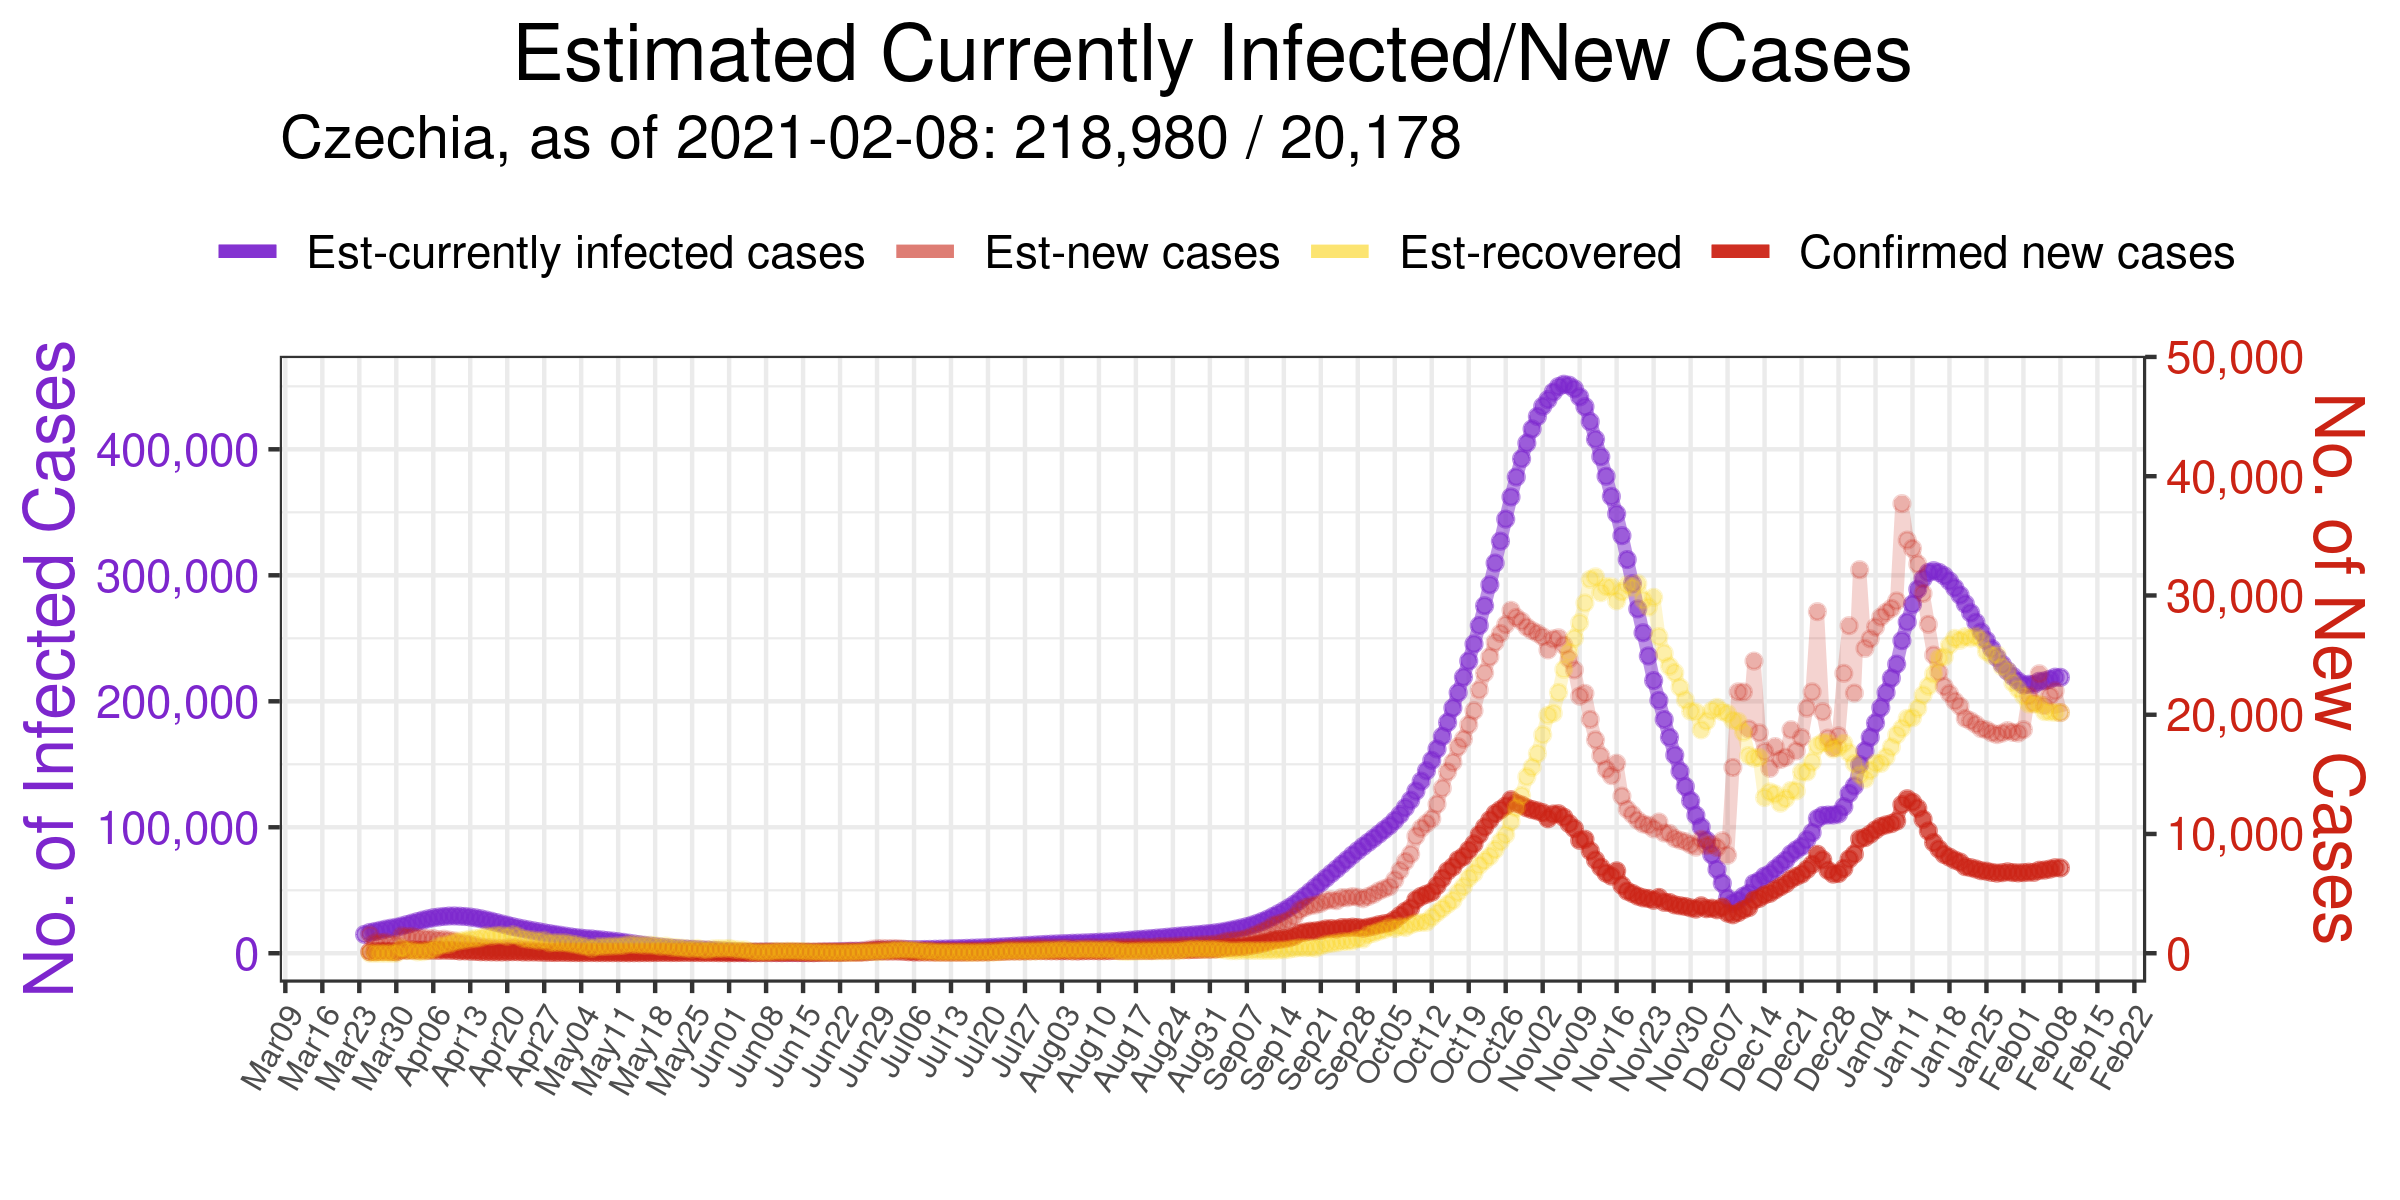 Estimated Currently Infected/New Cases
Czechia, as of 2021-02-08: 218,980 / 20,178
Est-currently infected cases Est-new cases Est-recovered Confirmed new cases
No. of Infected Cases
400,000
300,000
200,000
100,000
0
50,000
40,000
30,000
20,000
10,000
0
No. of New Cases
Mar09 Mar16 Mar23 Mar30 Apr06 Apr13 Apr20 Apr27 May04 May11 May18 May25 Jun01 Jun08 Jun15 Jun22 Jun29 Jul06 Jul13 Jul20 Jul27 Aug03 Aug10 Aug17 Aug24 Aug31 Sep07 Sep14 Sep21 Sep28 Oct05 Oct12 Oct19 Oct26 Nov02 Nov09 Nov16 Nov23 Nov30 Dec07 Dec14 Dec21 Dec28 Jan04 Jan11 Jan18 Jan25 Feb01 Feb08 Feb15 Feb22